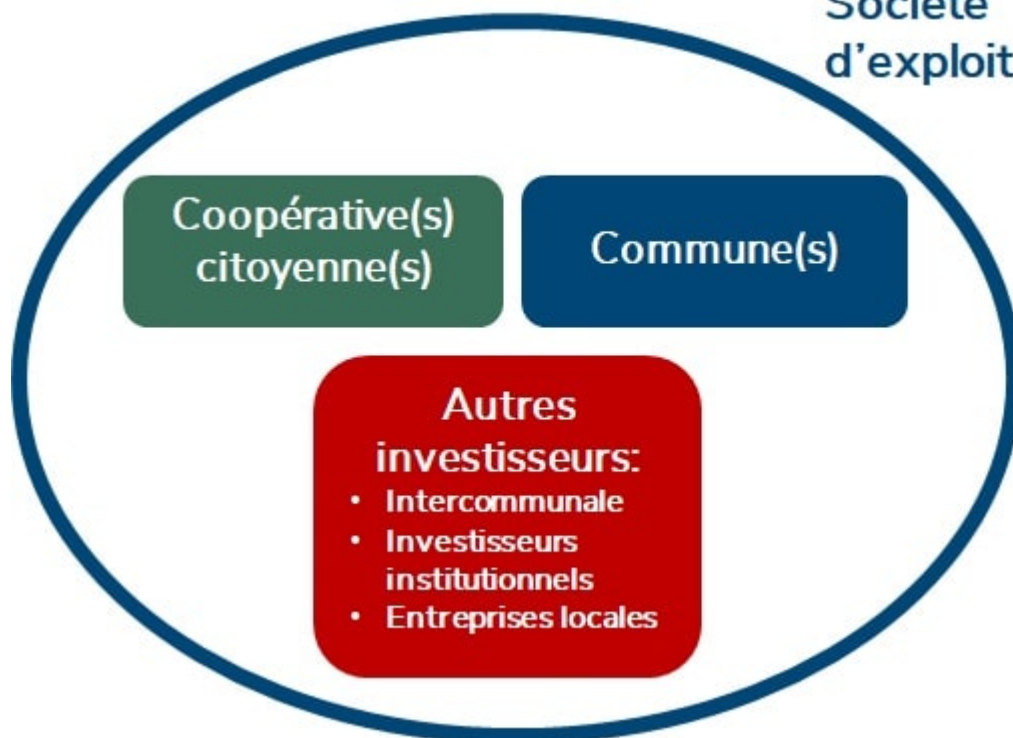 Société
d'exploit
Coopérative(s)
citoyenne(s)
Commune(s)
Autres
investisseurs:
• Intercommunale
• Investisseurs
institutionnels
• Entreprises locales